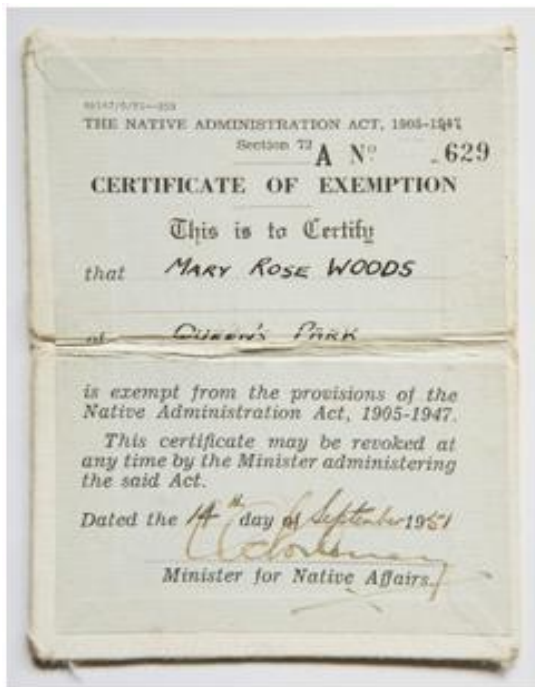 THE NATIVE ADMINISTRATION ACT, 1905-1947
Section 72
A No. 629
CERTIFICATE OF EXEMPTION
This is to Certify
that MARY ROSE WOODS
of QUEEN'S PARK
is exempt from the provisions of the
Native Administration Act, 1905-1947.
This certificate may be revoked at
any time by the Minister administering
the said Act.
Dated the 14th day of September 1951
Minister for Native Affairs.